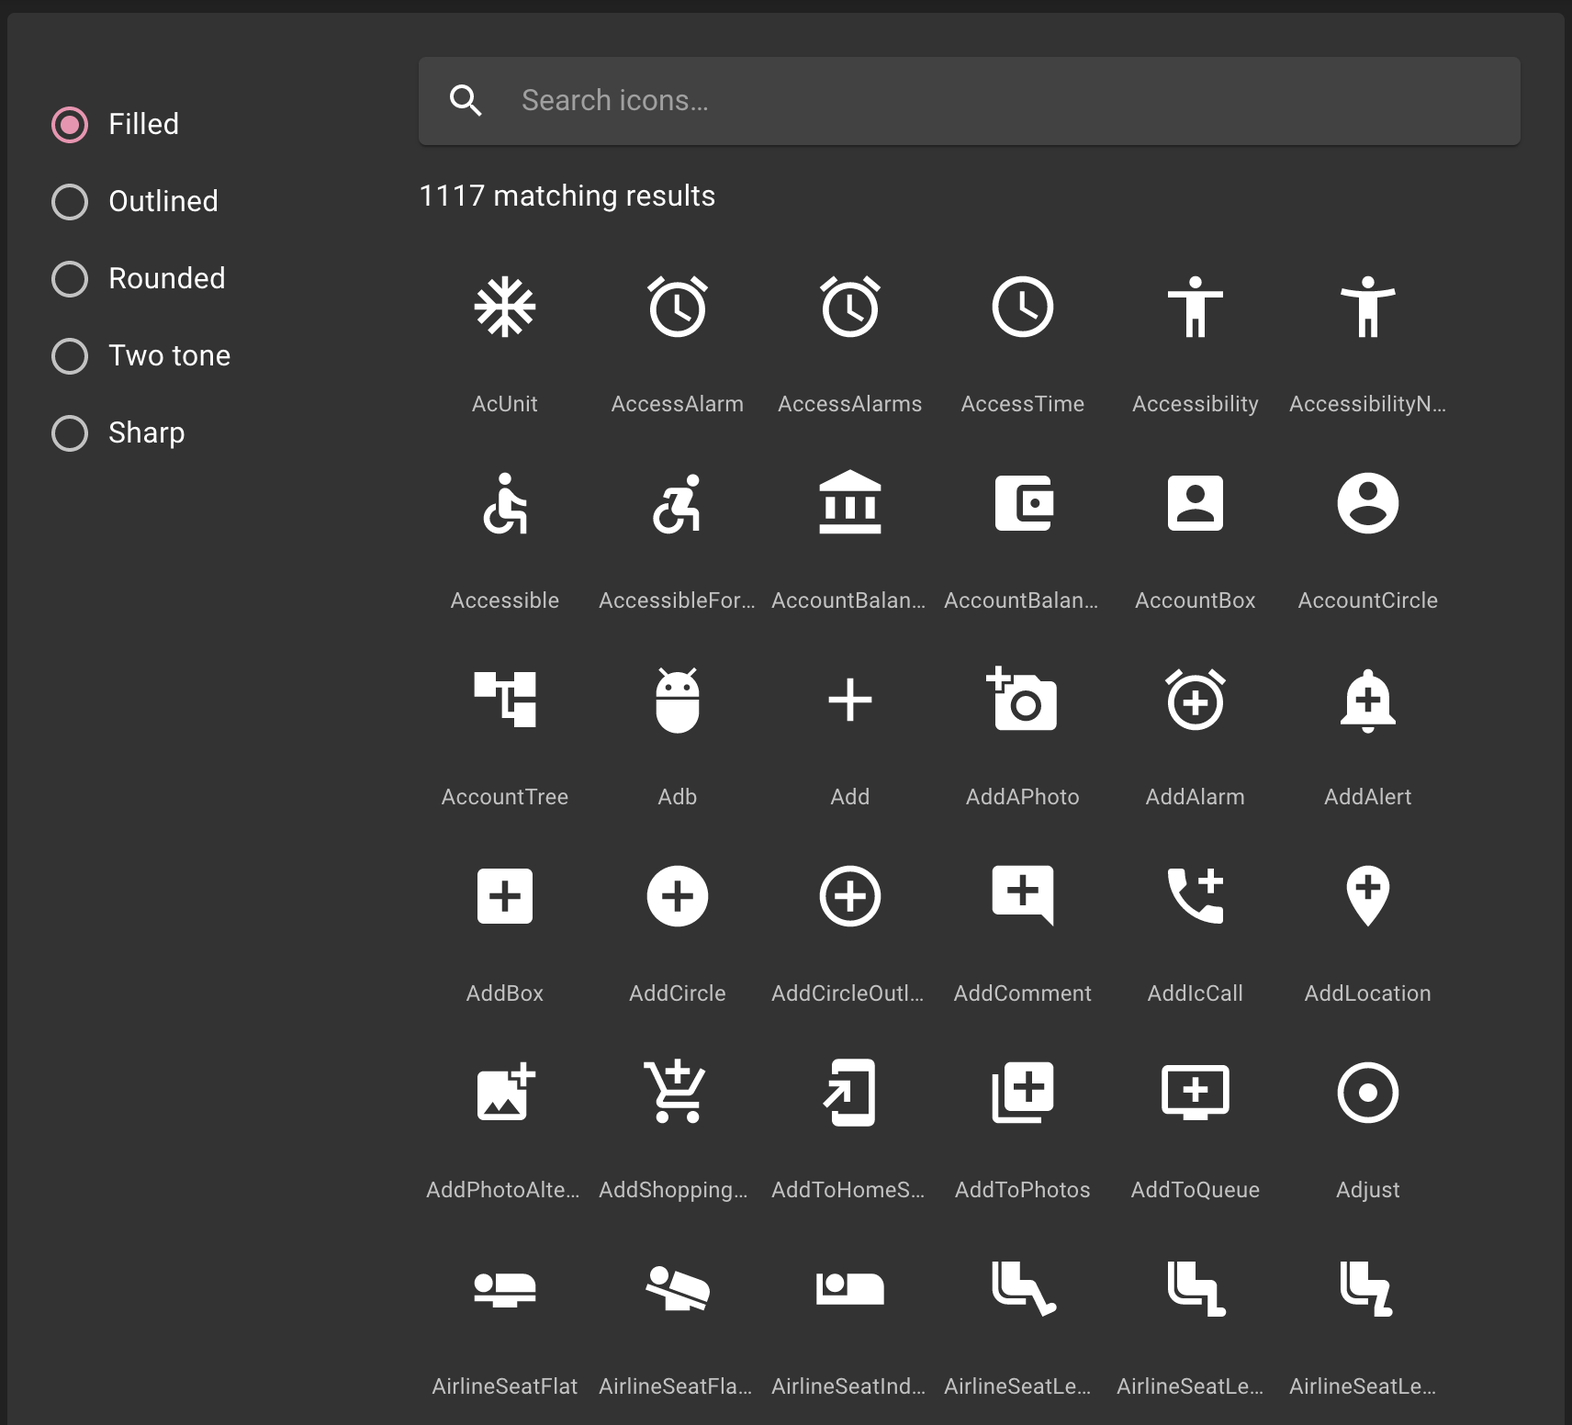 Filled
Outlined
Rounded
Two tone
Sharp
Search icons...
1117 matching results
AcUnit AccessAlarm AccessAlarms AccessTime Accessibility AccessibilityN...
Accessible AccessibleFor... AccountBalan... AccountBalan... AccountBox AccountCircle
AccountTree Adb Add AddAPhoto AddAlarm AddAlert
AddBox AddCircle AddCircleOutl... AddComment AddIcCall AddLocation
AddPhotoAlte... AddShopping... AddToHomeS... AddToPhotos AddToQueue Adjust
AirlineSeatFlat AirlineSeatFla... AirlineSeatInd... AirlineSeatLe... AirlineSeatLe... AirlineSeatLe...